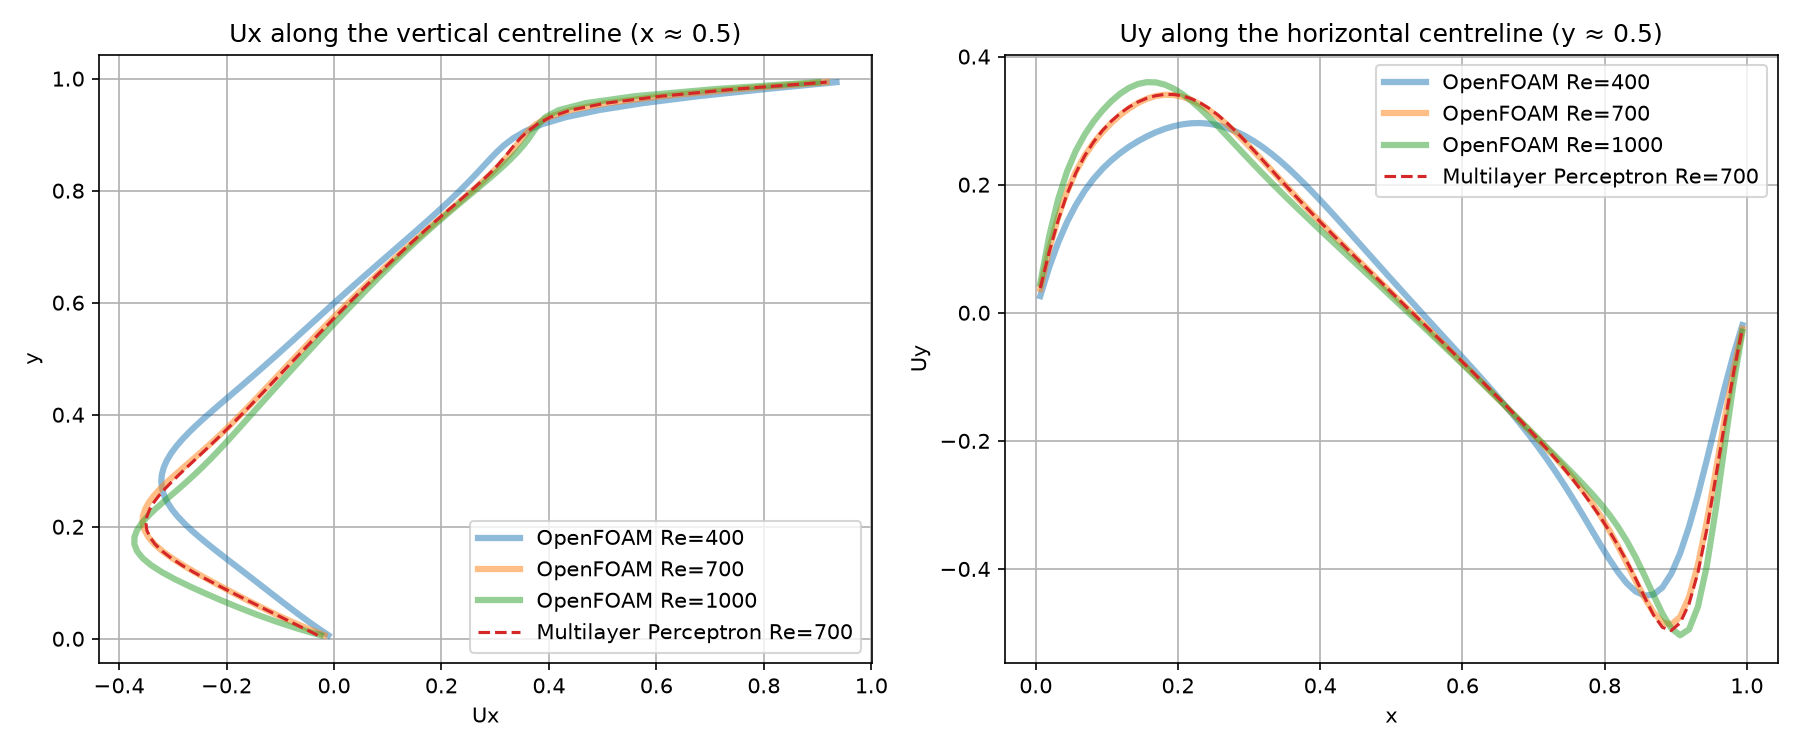 Ux along the vertical centreline (x ≈ 0.5)
y
1.0
0.8
0.6
0.4
0.2
0.0
−0.4 −0.2 0.0 0.2 0.4 0.6 0.8 1.0
Ux
OpenFOAM Re=400
OpenFOAM Re=700
OpenFOAM Re=1000
Multilayer Perceptron Re=700
Uy along the horizontal centreline (y ≈ 0.5)
Uy
0.4
0.2
0.0
−0.2
−0.4
0.0 0.2 0.4 0.6 0.8 1.0
x
OpenFOAM Re=400
OpenFOAM Re=700
OpenFOAM Re=1000
Multilayer Perceptron Re=700